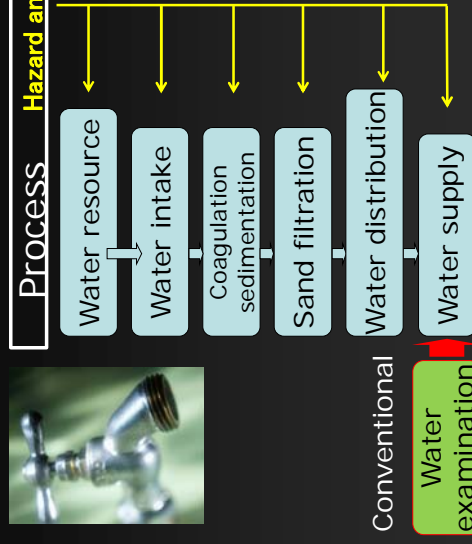 Process
Hazard an
Water resource
Water intake
Coagulation
sedimentation
Sand filtration
Water distribution
Water supply
Conventional
Water
examination